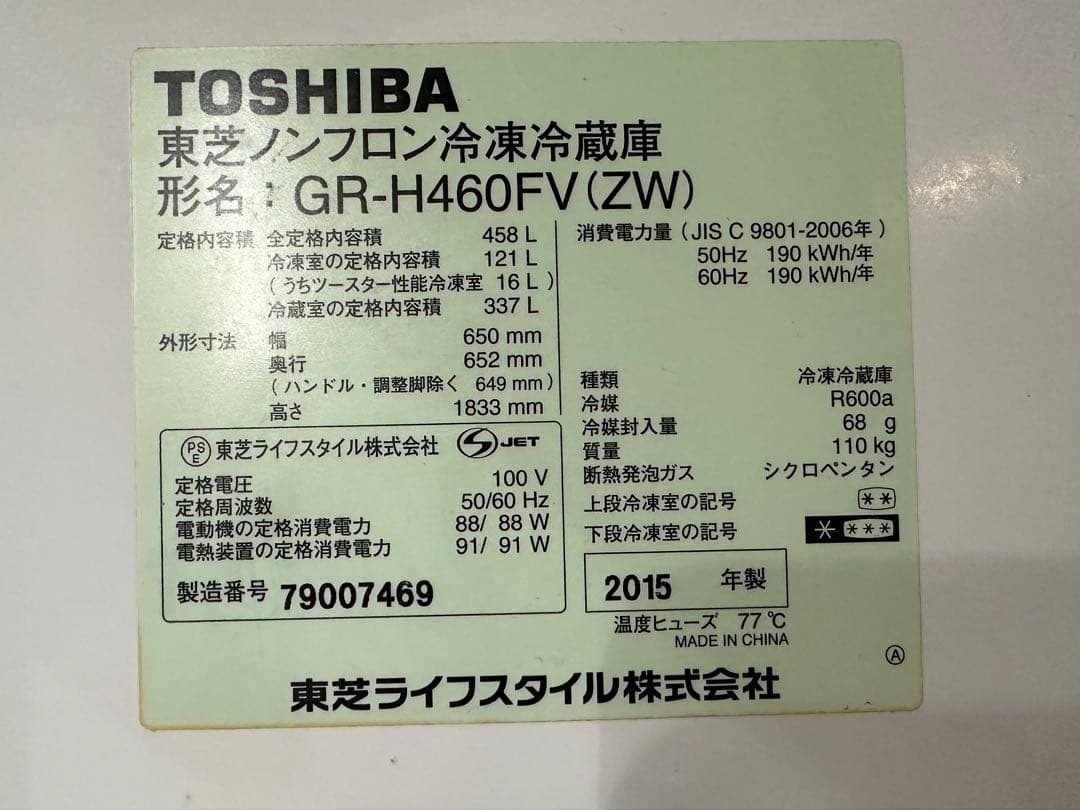 TOSHIBA
東芝ノンフロン冷凍冷蔵庫
形名：GR-H460FV(ZW)
定格内容積 全定格内容積 458 L
冷凍室の定格内容積 121 L
(うちツースター性能冷凍室 16 L)
冷蔵室の定格内容積 337 L
外形寸法 幅 650 mm
奥行 652 mm
(ハンドル・調整脚除く 649 mm)
高さ 1833 mm
消費電力量(JIS C 9801-2006年)
50Hz 190 kWh/年
60Hz 190 kWh/年
種類 冷凍冷蔵庫
冷媒 R600a
冷媒封入量 68 g
質量 110 kg
断熱発泡ガス シクロペンタン
上段冷凍室の記号 **
下段冷凍室の記号 * ***
PSE 東芝ライフスタイル株式会社 S JET
定格電圧 100 V
定格周波数 50/60 Hz
電動機の定格消費電力 88/ 88 W
電熱装置の定格消費電力 91/ 91 W
製造番号 79007469
2015 年製
温度ヒューズ 77℃
MADE IN CHINA
Ⓐ
東芝ライフスタイル株式会社